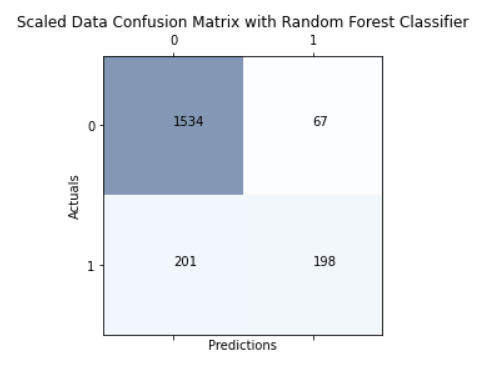 Scaled Data Confusion Matrix with Random Forest Classifier
0 1
0 1534 67
Actuals
1 201 198
Predictions